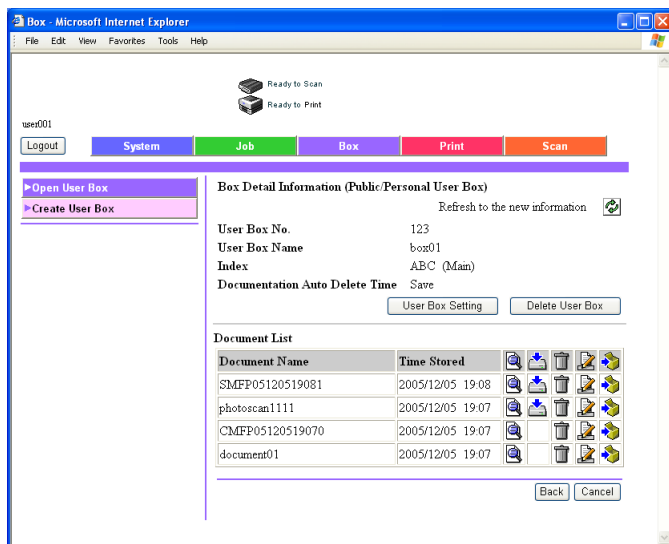 Box - Microsoft Internet Explorer
File Edit View Favorites Tools Help
Ready to Scan
Ready to Print
user001
Logout System Job Box Print Scan
Open User Box
Create User Box
Box Detail Information (Public/Personal User Box)
Refresh to the new information
User Box No. 123
User Box Name box01
Index ABC (Main)
Documentation Auto Delete Time Save
User Box Setting Delete User Box
Document List
Document Name Time Stored
SMFP05120519081 2005/12/05 19:08
photoscan1111 2005/12/05 19:07
CMFP05120519070 2005/12/05 19:07
document01 2005/12/05 19:07
Back Cancel